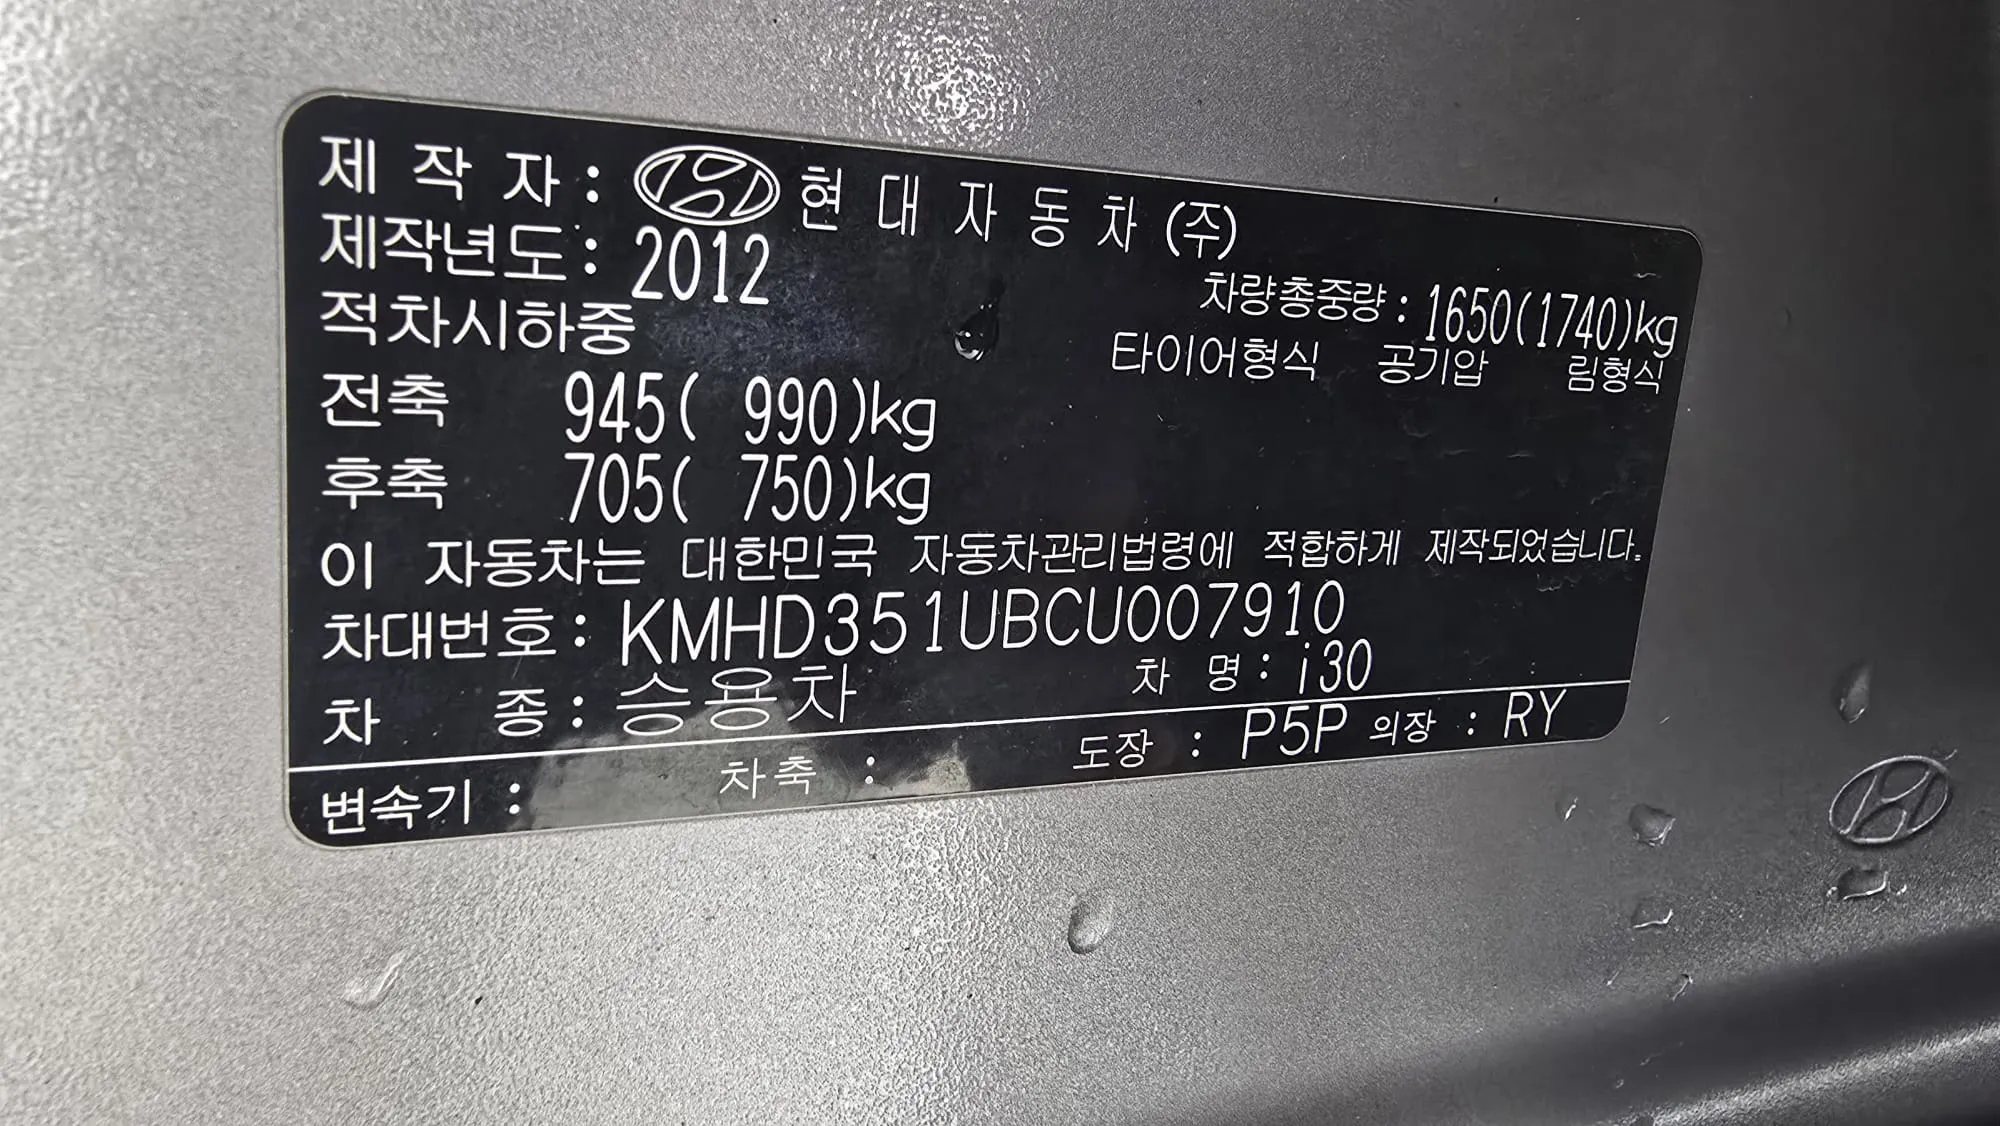 제 작 자 : 현 대 자 동 차 (주)
제작년도 : 2012
차량총중량 : 1650(1740)kg
적차시하중
타이어형식 공기압 림형식
전축 945( 990)kg
후축 705( 750)kg
이 자동차는 대한민국 자동차관리법령에 적합하게 제작되었습니다.
차대번호 : KMHD351UBCU007910
차 종 : 승용차 차 명 : i30
변속기 : 차축 : 도장 : P5P 의장 : RY